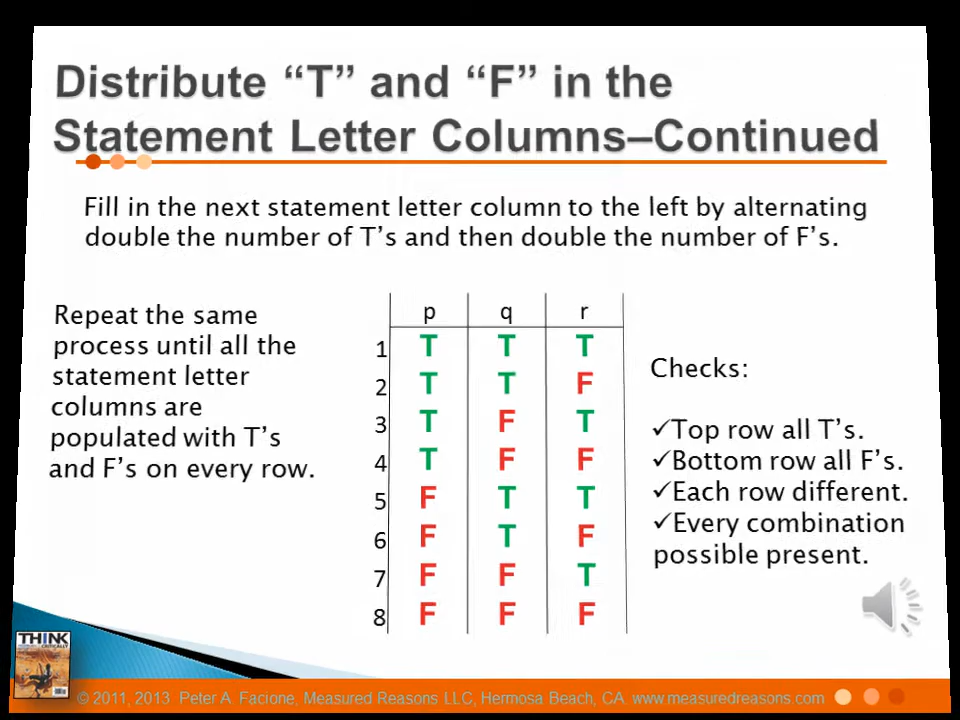 Distribute “T” and “F” in the
Statement Letter Columns–Continued
Fill in the next statement letter column to the left by alternating
double the number of T’s and then double the number of F’s.
Repeat the same
process until all the
statement letter
columns are
populated with T’s
and F’s on every row.
p q r
1 T T T
2 T T F
3 T F T
4 T F F
5 F T T
6 F T F
7 F F T
8 F F F
Checks:
✓Top row all T’s.
✓Bottom row all F’s.
✓Each row different.
✓Every combination
possible present.
THINK
CRITICALLY
© 2011, 2013 Peter A. Facione, Measured Reasons LLC, Hermosa Beach, CA www.measuredreasons.com